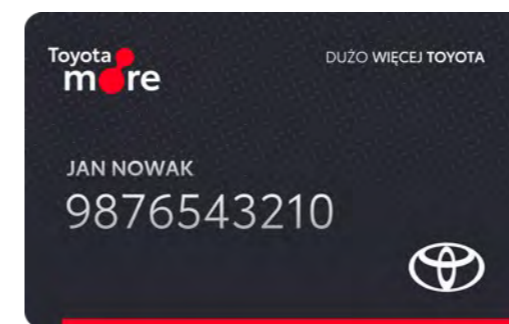 Toyota
more
DUŻO WIĘCEJ TOYOTA
JAN NOWAK
9876543210